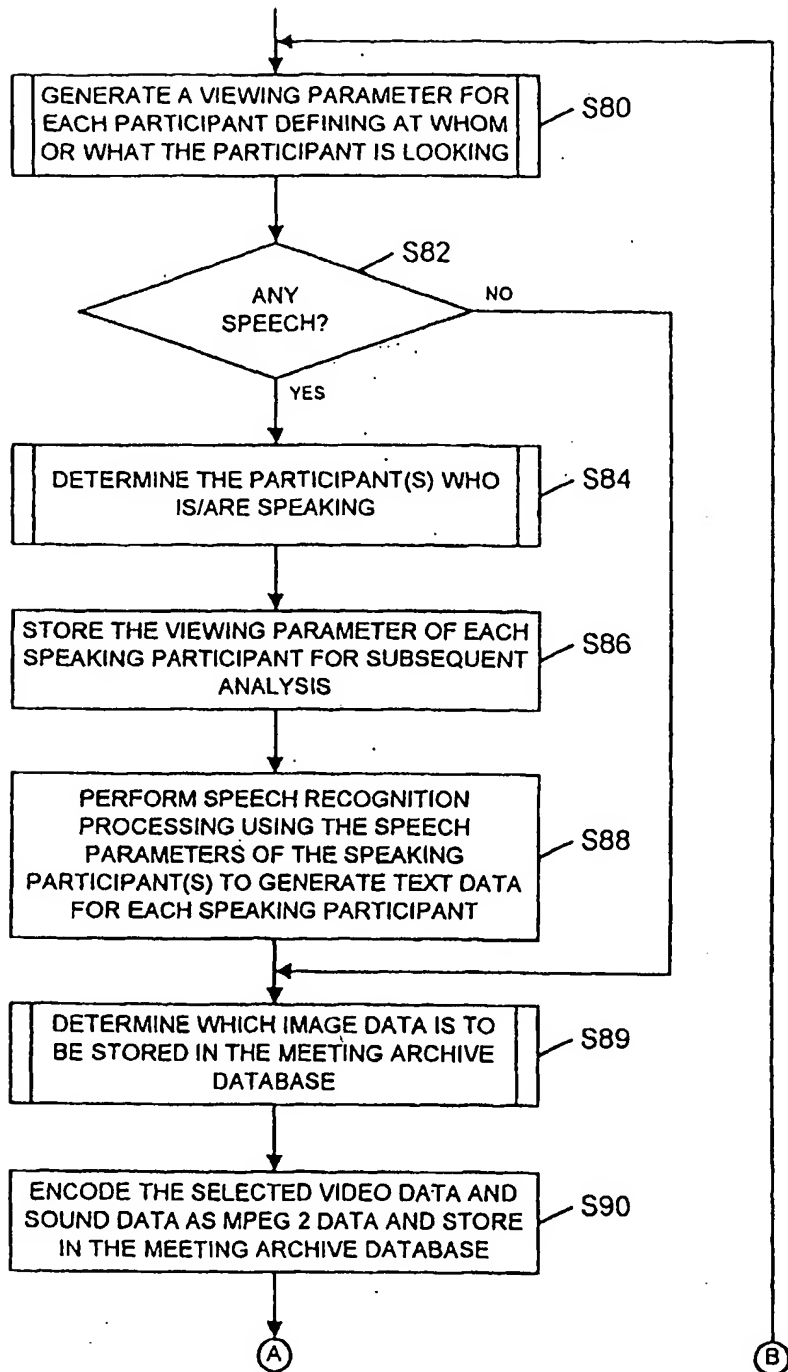 GENERATE A VIEWING PARAMETER FOR
EACH PARTICIPANT DEFINING AT WHOM
OR WHAT THE PARTICIPANT IS LOOKING
S80
S82
ANY
SPEECH?
NO
YES
DETERMINE THE PARTICIPANT(S) WHO
IS/ARE SPEAKING
S84
STORE THE VIEWING PARAMETER OF EACH
SPEAKING PARTICIPANT FOR SUBSEQUENT
ANALYSIS
S86
PERFORM SPEECH RECOGNITION
PROCESSING USING THE SPEECH
PARAMETERS OF THE SPEAKING
PARTICIPANT(S) TO GENERATE TEXT DATA
FOR EACH SPEAKING PARTICIPANT
S88
DETERMINE WHICH IMAGE DATA IS TO
BE STORED IN THE MEETING ARCHIVE
DATABASE
S89
ENCODE THE SELECTED VIDEO DATA AND
SOUND DATA AS MPEG 2 DATA AND STORE
IN THE MEETING ARCHIVE DATABASE
S90
A
B